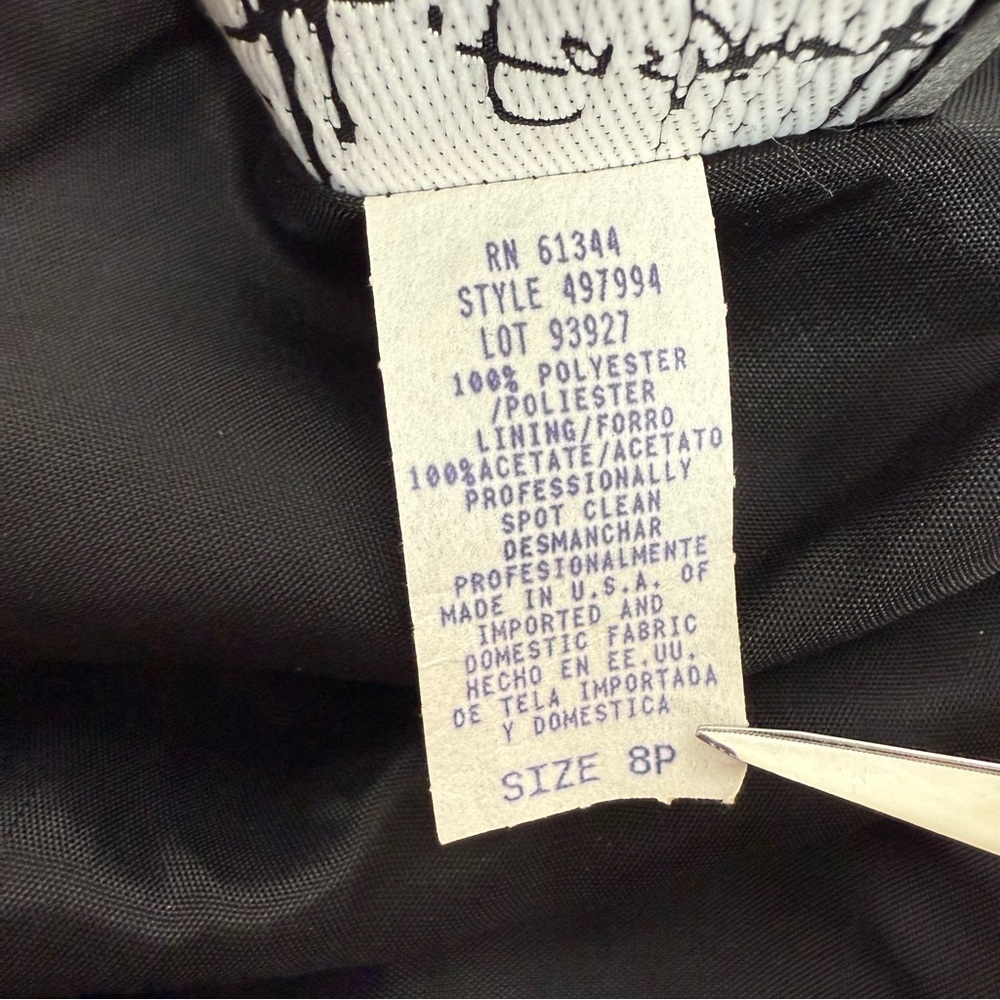 RN 61344
STYLE 497994
LOT 93927
100% POLYESTER
/POLIESTER
LINING/FORRO
100%ACETATE/ACETATO
PROFESSIONALLY
SPOT CLEAN
DESMANCHAR
PROFESIONALMENTE
MADE IN U.S.A. OF
IMPORTED AND
DOMESTIC FABRIC
HECHO EN EE.UU.
DE TELA IMPORTADA
Y DOMESTICA
SIZE 8P